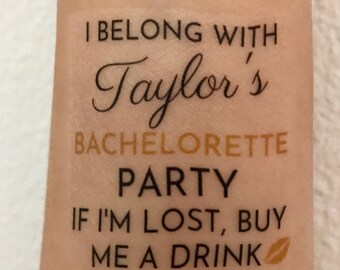 I BELONG WITH
Taylor's
BACHELORETTE
PARTY
IF I'M LOST, BUY
ME A DRINK